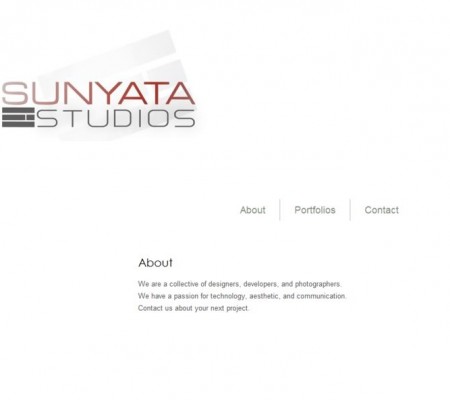 SUNYATA
STUDIOS
About Portfolios Contact
About
We are a collective of designers, developers, and photographers.
We have a passion for technology, aesthetic, and communication.
Contact us about your next project.